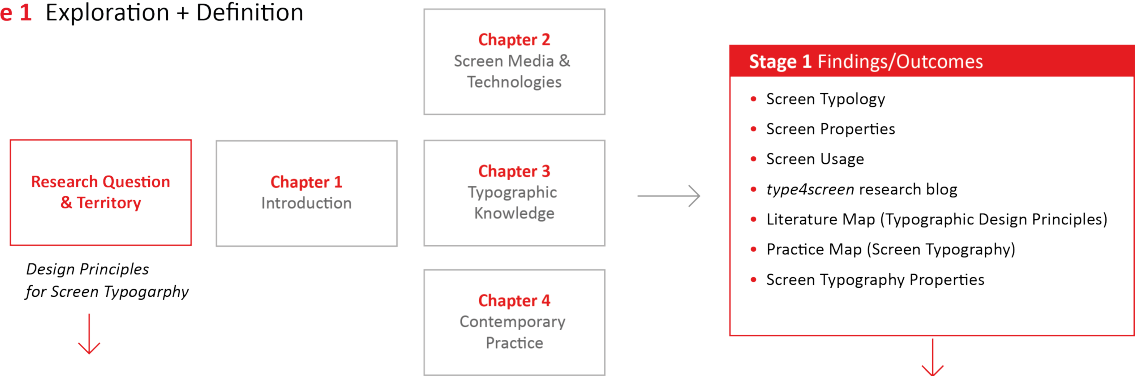 e 1 Exploration + Definition
Chapter 2
Screen Media &
Technologies
Research Question
& Territory
Chapter 1
Introduction
Chapter 3
Typographic
Knowledge
Design Principles
for Screen Typogarphy
Chapter 4
Contemporary
Practice
Stage 1 Findings/Outcomes
• Screen Typology
• Screen Properties
• Screen Usage
• type4screen research blog
• Literature Map (Typographic Design Principles)
• Practice Map (Screen Typography)
• Screen Typography Properties